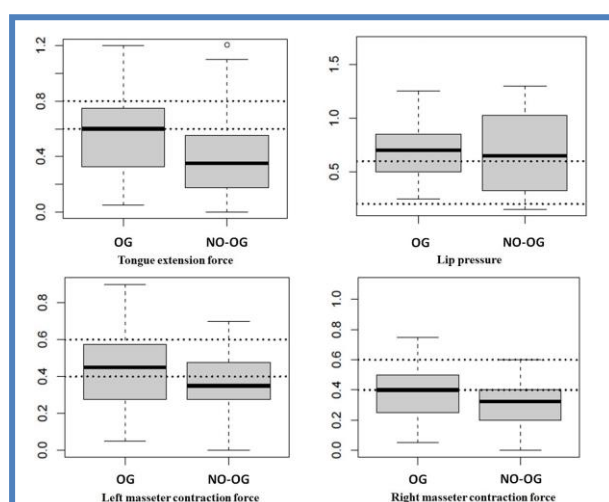 1.2
0.8
0.4
0.0
OG
NO-OG
Tongue extension force
1.5
1.0
0.5
OG
NO-OG
Lip pressure
0.8
0.6
0.4
0.2
0.0
OG
NO-OG
Left masseter contraction force
1.0
0.8
0.6
0.4
0.2
0.0
OG
NO-OG
Right masseter contraction force